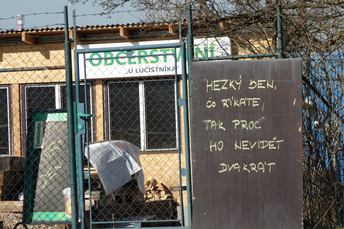 OBČERSTVENÍ
U LUČIŠTNÍKA
HEZKÝ DEN,
CO ŘÍKÁTE,
TAK PROČ
HO NEVIDĚT
DVAKRÁT